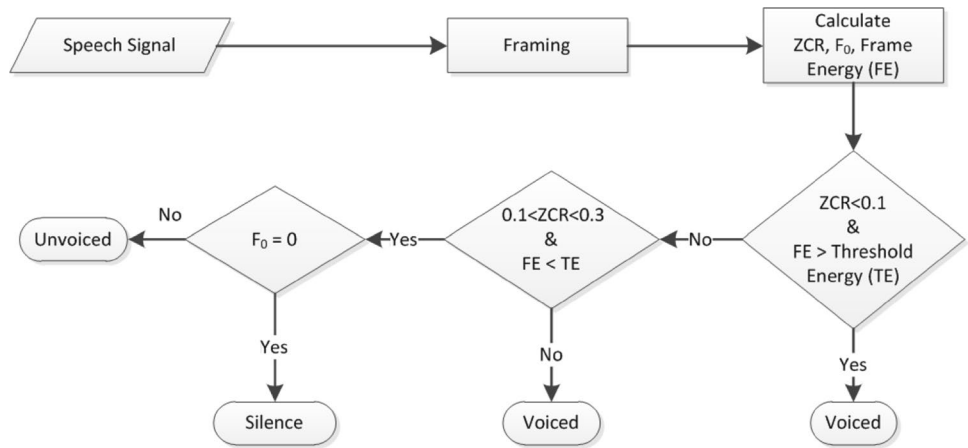 Speech Signal
Framing
Calculate
ZCR, F₀, Frame
Energy (FE)
ZCR<0.1
&
FE > Threshold
Energy (TE)
No
Yes
Voiced
0.1<ZCR<0.3
&
FE < TE
Yes
No
Voiced
F₀ = 0
No
Unvoiced
Yes
Silence